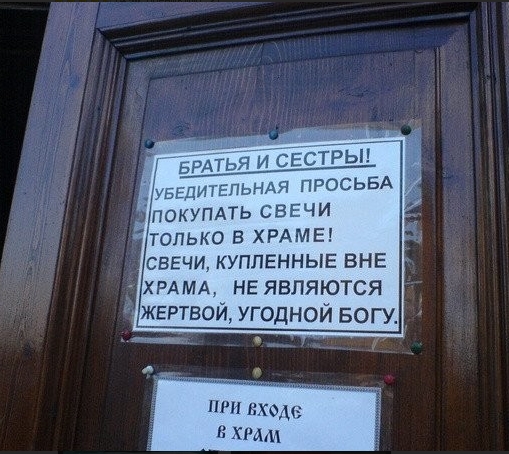 БРАТЬЯ И СЕСТРЫ!
УБЕДИТЕЛЬНАЯ ПРОСЬБА
ПОКУПАТЬ СВЕЧИ
ТОЛЬКО В ХРАМЕ!
СВЕЧИ, КУПЛЕННЫЕ ВНЕ
ХРАМА, НЕ ЯВЛЯЮТСЯ
ЖЕРТВОЙ, УГОДНОЙ БОГУ.
ПРИ ВХОДЕ
В ХРАМ